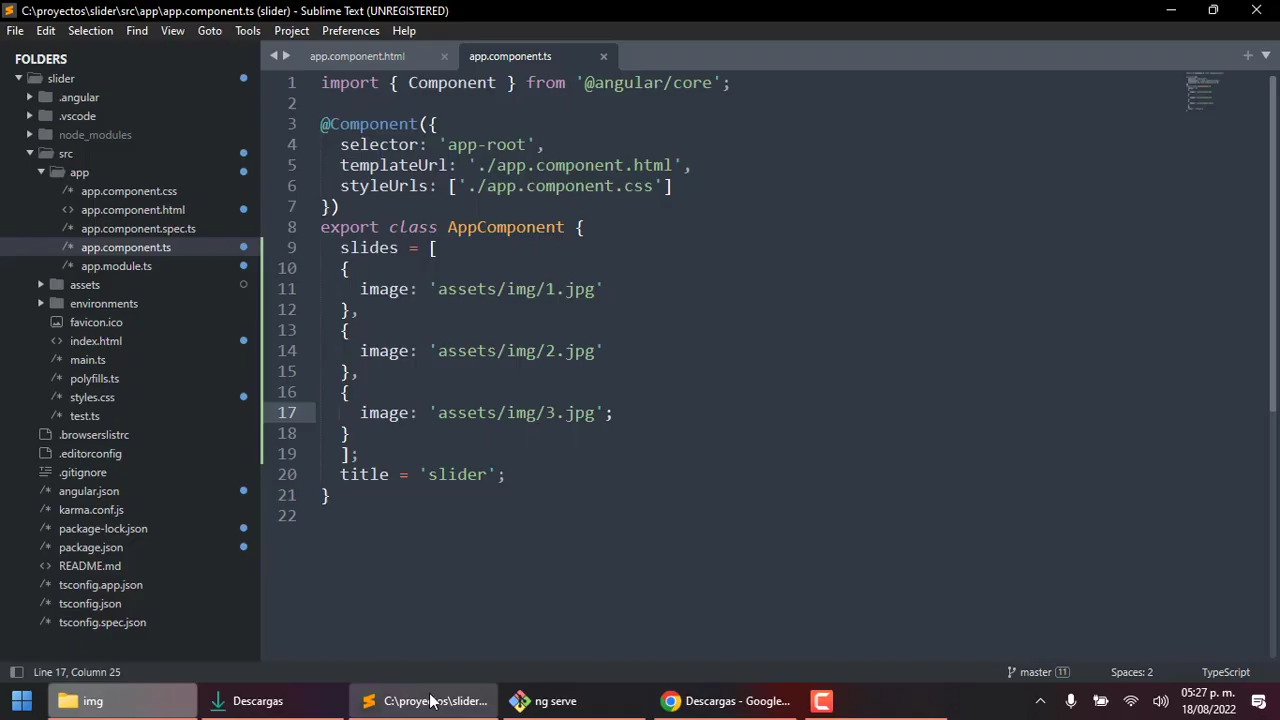 C:\proyectos\slider\src\app\app.component.ts (slider) - Sublime Text (UNREGISTERED)
File Edit Selection Find View Goto Tools Project Preferences Help
FOLDERS
slider
.angular
.vscode
node_modules
src
app
app.component.css
app.component.html
app.component.spec.ts
app.component.ts
app.module.ts
assets
environments
favicon.ico
index.html
main.ts
polyfills.ts
styles.css
test.ts
.browserslistrc
.editorconfig
.gitignore
angular.json
karma.conf.js
package-lock.json
package.json
README.md
tsconfig.app.json
tsconfig.json
tsconfig.spec.json
app.component.html app.component.ts
1 import { Component } from '@angular/core';
2
3 @Component({
4 selector: 'app-root',
5 templateUrl: './app.component.html',
6 styleUrls: ['./app.component.css']
7 })
8 export class AppComponent {
9 slides = [
10 {
11 image: 'assets/img/1.jpg'
12 },
13 {
14 image: 'assets/img/2.jpg'
15 },
16 {
17 image: 'assets/img/3.jpg';
18 }
19 ];
20 title = 'slider';
21 }
22
Line 17, Column 25 master 11 Spaces: 2 TypeScript
img Descargas C:\proyectos\slider... ng serve Descargas - Google... 05:27 p. m.
18/08/2022